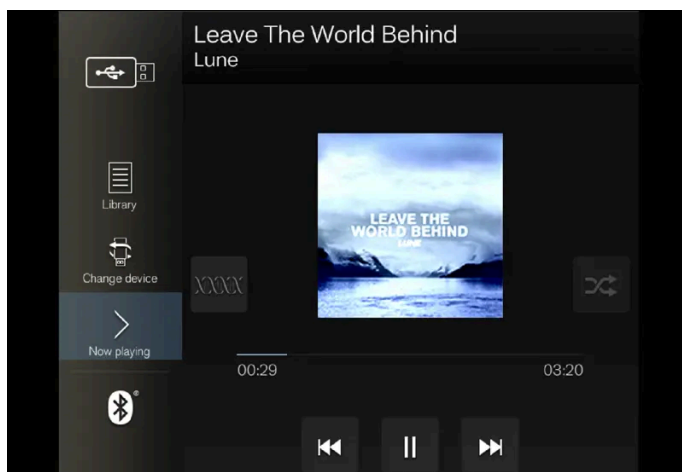 Leave The World Behind
Lune
Library
Change device
Now playing
LEAVE THE
WORLD BEHIND
LUNE
00:29
03:20